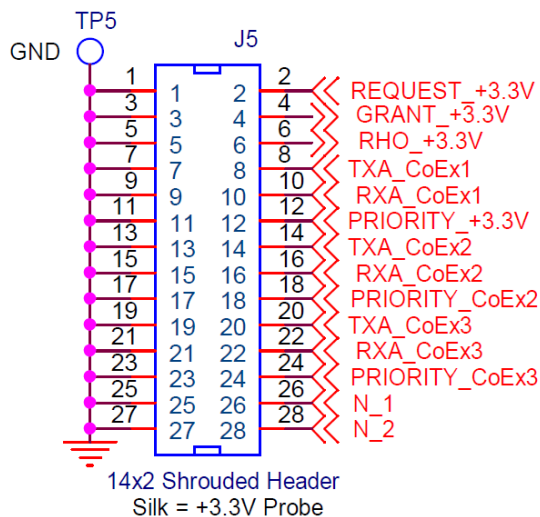 TP5
GND
J5
1 1 2 2 REQUEST_+3.3V
3 3 4 4 GRANT_+3.3V
5 5 6 6 RHO_+3.3V
7 7 8 8 TXA_CoEx1
9 9 10 10 RXA_CoEx1
11 11 12 12 PRIORITY_+3.3V
13 13 14 14 TXA_CoEx2
15 15 16 16 RXA_CoEx2
17 17 18 18 PRIORITY_CoEx2
19 19 20 20 TXA_CoEx3
21 21 22 22 RXA_CoEx3
23 23 24 24 PRIORITY_CoEx3
25 25 26 26 N_1
27 27 28 28 N_2
14x2 Shrouded Header
Silk = +3.3V Probe